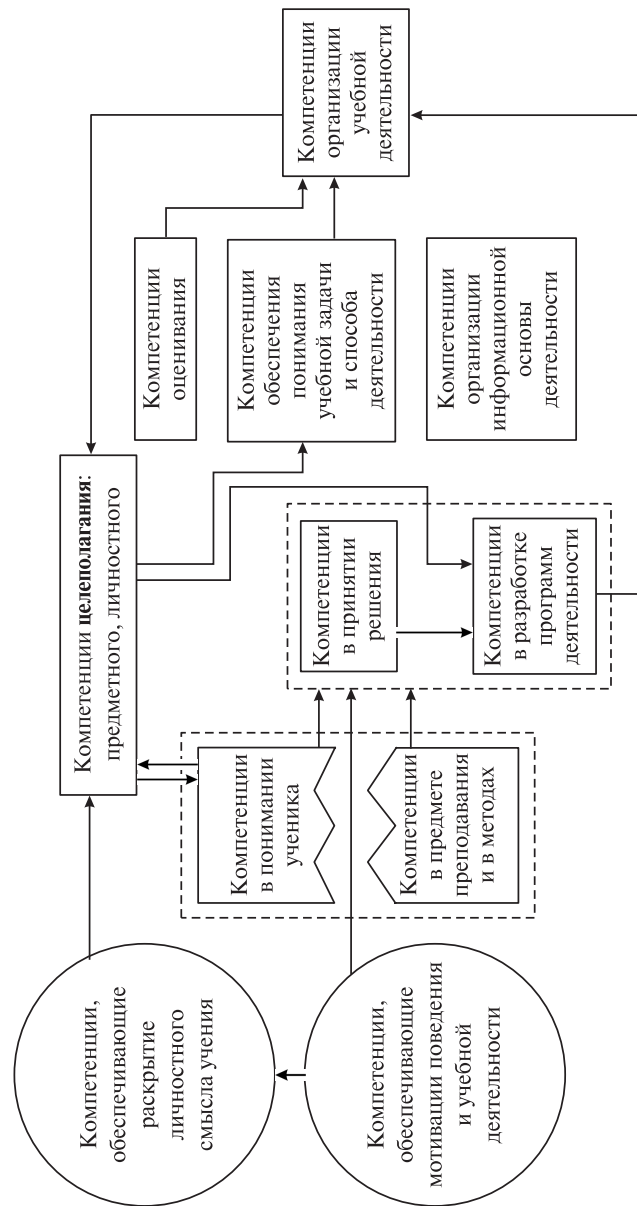 Компетенции,
обеспечивающие
раскрытие
личностного
смысла учения
Компетенции,
обеспечивающие
мотивации поведения
и учебной
деятельности
Компетенции целеполагания:
предметного, личностного
Компетенции
в понимании
ученика
Компетенции
в предмете
преподавания
и в методах
Компетенции
в принятии
решения
Компетенции
в разработке
программ
деятельности
Компетенции
оценивания
Компетенции
обеспечения
понимания
учебной задачи
и способа
деятельности
Компетенции
организации
информационной
основы
деятельности
Компетенции
организации
учебной
деятельности